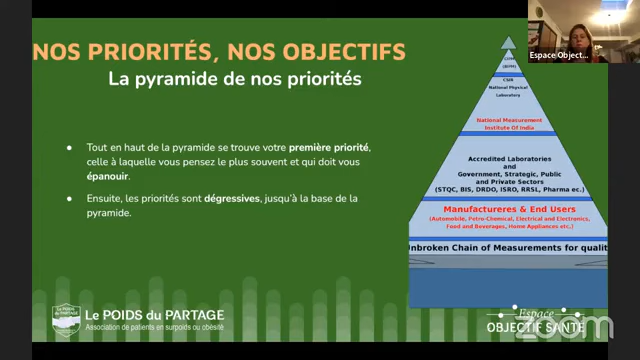 NOS PRIORITÉS, NOS OBJECTIFS
La pyramide de nos priorités
● Tout en haut de la pyramide se trouve votre première priorité,
celle à laquelle vous pensez le plus souvent et qui doit vous
épanouir.
● Ensuite, les priorités sont dégressives, jusqu'à la base de la
pyramide.
CSIR
National Physical
Laboratory
National Measurement
Institute Of India
Accredited Laboratories
and
Government, Strategic, Public
and Private Sectors
(STQC, BIS, DRDO, ISRO, RRSL, Pharma ec.)
Manufactureres & End Users
(Automobile, Petro-Chemical, Electrical and Electronics,
Food and Beverages, Home Appliances etc.)
Unbroken Chain of Measurements for qualit
Espace Object...
Le POIDS du PARTAGE
Association de patients en surpoids ou obésité
Espace
OBJECTIF SANTÉ
zoom